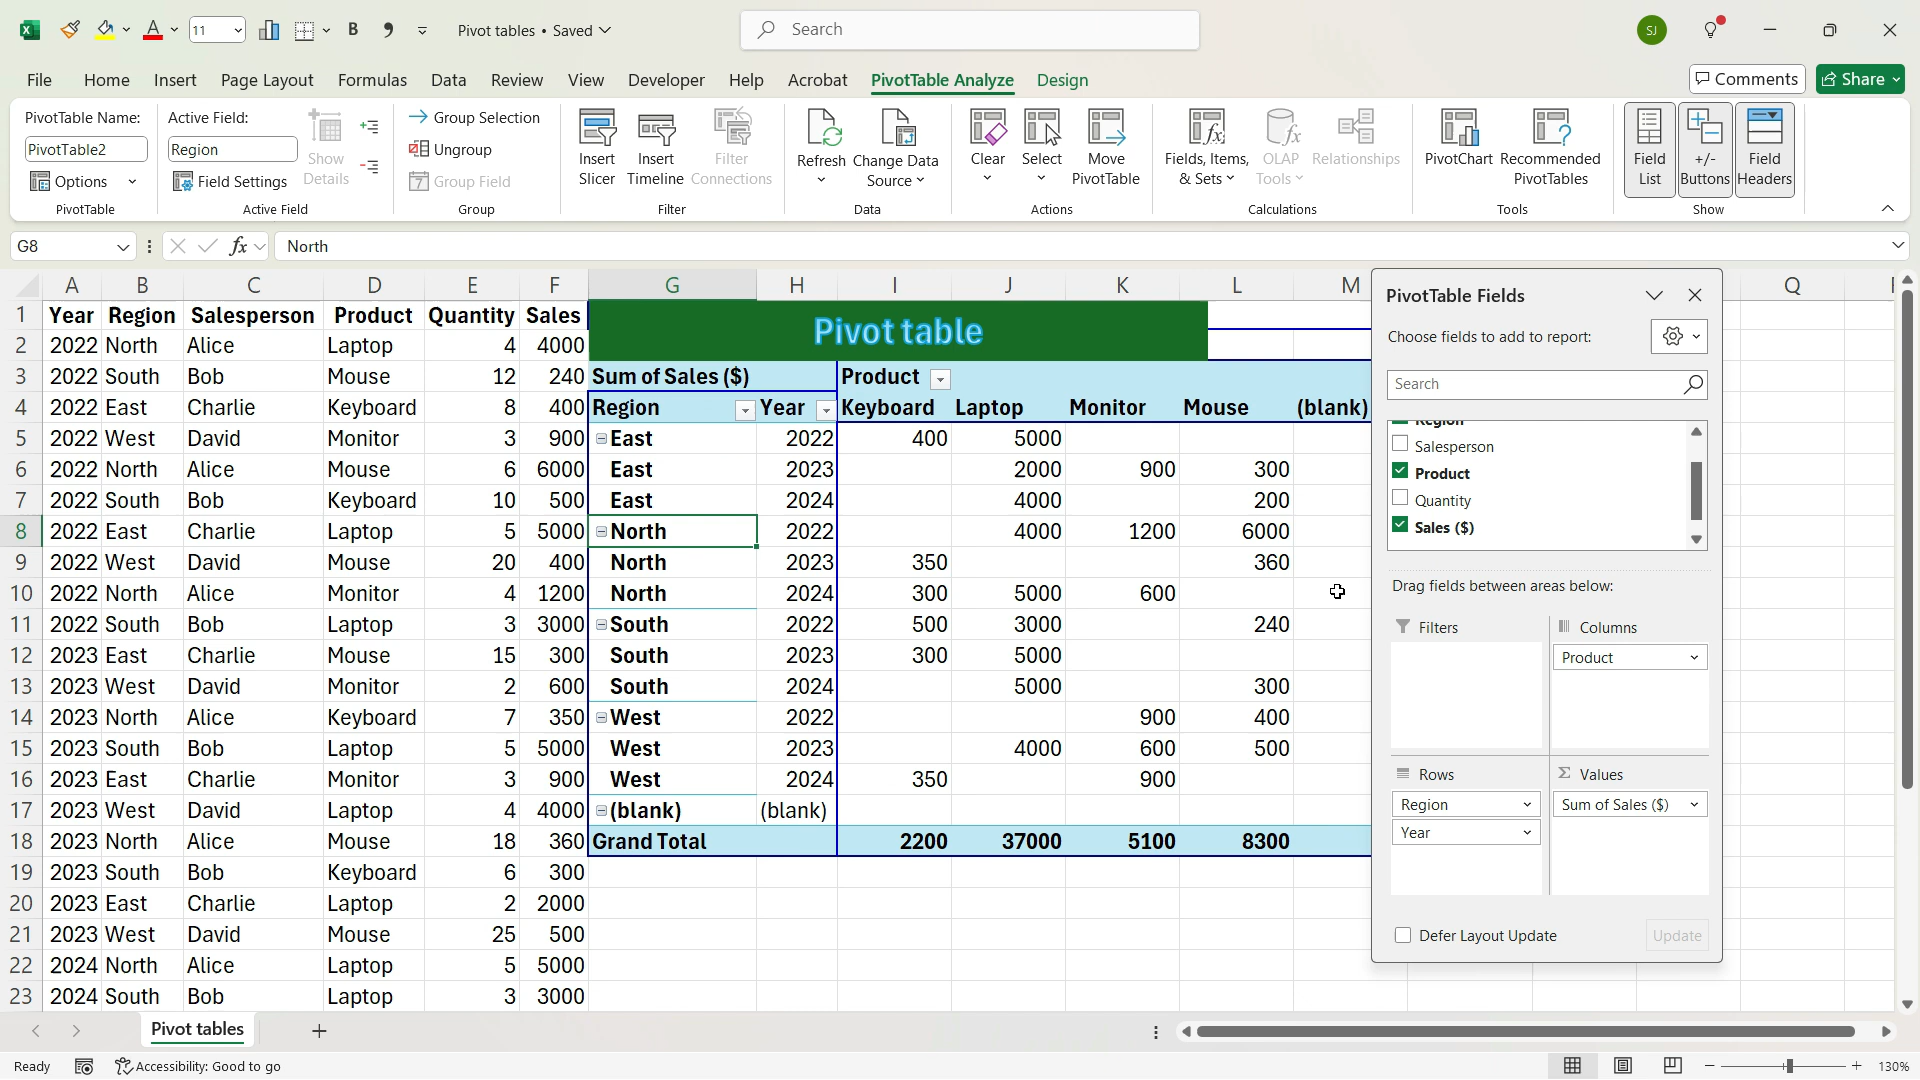 11
B
Pivot tables • Saved
Search
SJ
File Home Insert Page Layout Formulas Data Review View Developer Help Acrobat PivotTable Analyze Design
Comments Share
PivotTable Name:
PivotTable2
Options
PivotTable
Active Field:
Region
Field Settings
Show Details
Active Field
Group Selection
Ungroup
Group Field
Group
Insert Slicer
Insert Timeline
Filter Connections
Filter
Refresh
Change Data Source
Data
Clear
Select
Move PivotTable
Actions
Fields, Items, & Sets
OLAP Tools
Relationships
Calculations
PivotChart
Recommended PivotTables
Tools
Field List
+/- Buttons
Field Headers
Show
G8 fx North
A B C D E F G H I J K L M Q
1 Year Region Salesperson Product Quantity Sales Pivot table
2 2022 North Alice Laptop 4 4000
3 2022 South Bob Mouse 12 240 Sum of Sales ($) Product
4 2022 East Charlie Keyboard 8 400 Region Year Keyboard Laptop Monitor Mouse (blank)
5 2022 West David Monitor 3 900 East 2022 400 5000
6 2022 North Alice Mouse 6 6000 East 2023 2000 900 300
7 2022 South Bob Keyboard 10 500 East 2024 4000 200
8 2022 East Charlie Laptop 5 5000 North 2022 4000 1200 6000
9 2022 West David Mouse 20 400 North 2023 350 360
10 2022 North Alice Monitor 4 1200 North 2024 300 5000 600
11 2022 South Bob Laptop 3 3000 South 2022 500 3000 240
12 2023 East Charlie Mouse 15 300 South 2023 300 5000
13 2023 West David Monitor 2 600 South 2024 5000 300
14 2023 North Alice Keyboard 7 350 West 2022 900 400
15 2023 South Bob Laptop 5 5000 West 2023 4000 600 500
16 2023 East Charlie Monitor 3 900 West 2024 350 900
17 2023 West David Laptop 4 4000 (blank) (blank)
18 2023 North Alice Mouse 18 360 Grand Total 2200 37000 5100 8300
19 2023 South Bob Keyboard 6 300
20 2023 East Charlie Laptop 2 2000
21 2023 West David Mouse 25 500
22 2024 North Alice Laptop 5 5000
23 2024 South Bob Laptop 3 3000
PivotTable Fields
Choose fields to add to report:
Search
Region
Salesperson
Product
Quantity
Sales ($)
Drag fields between areas below:
Filters
Columns
Product
Rows
Region
Year
Σ Values
Sum of Sales ($)
Defer Layout Update
Update
Pivot tables
Ready
Accessibility: Good to go
130%